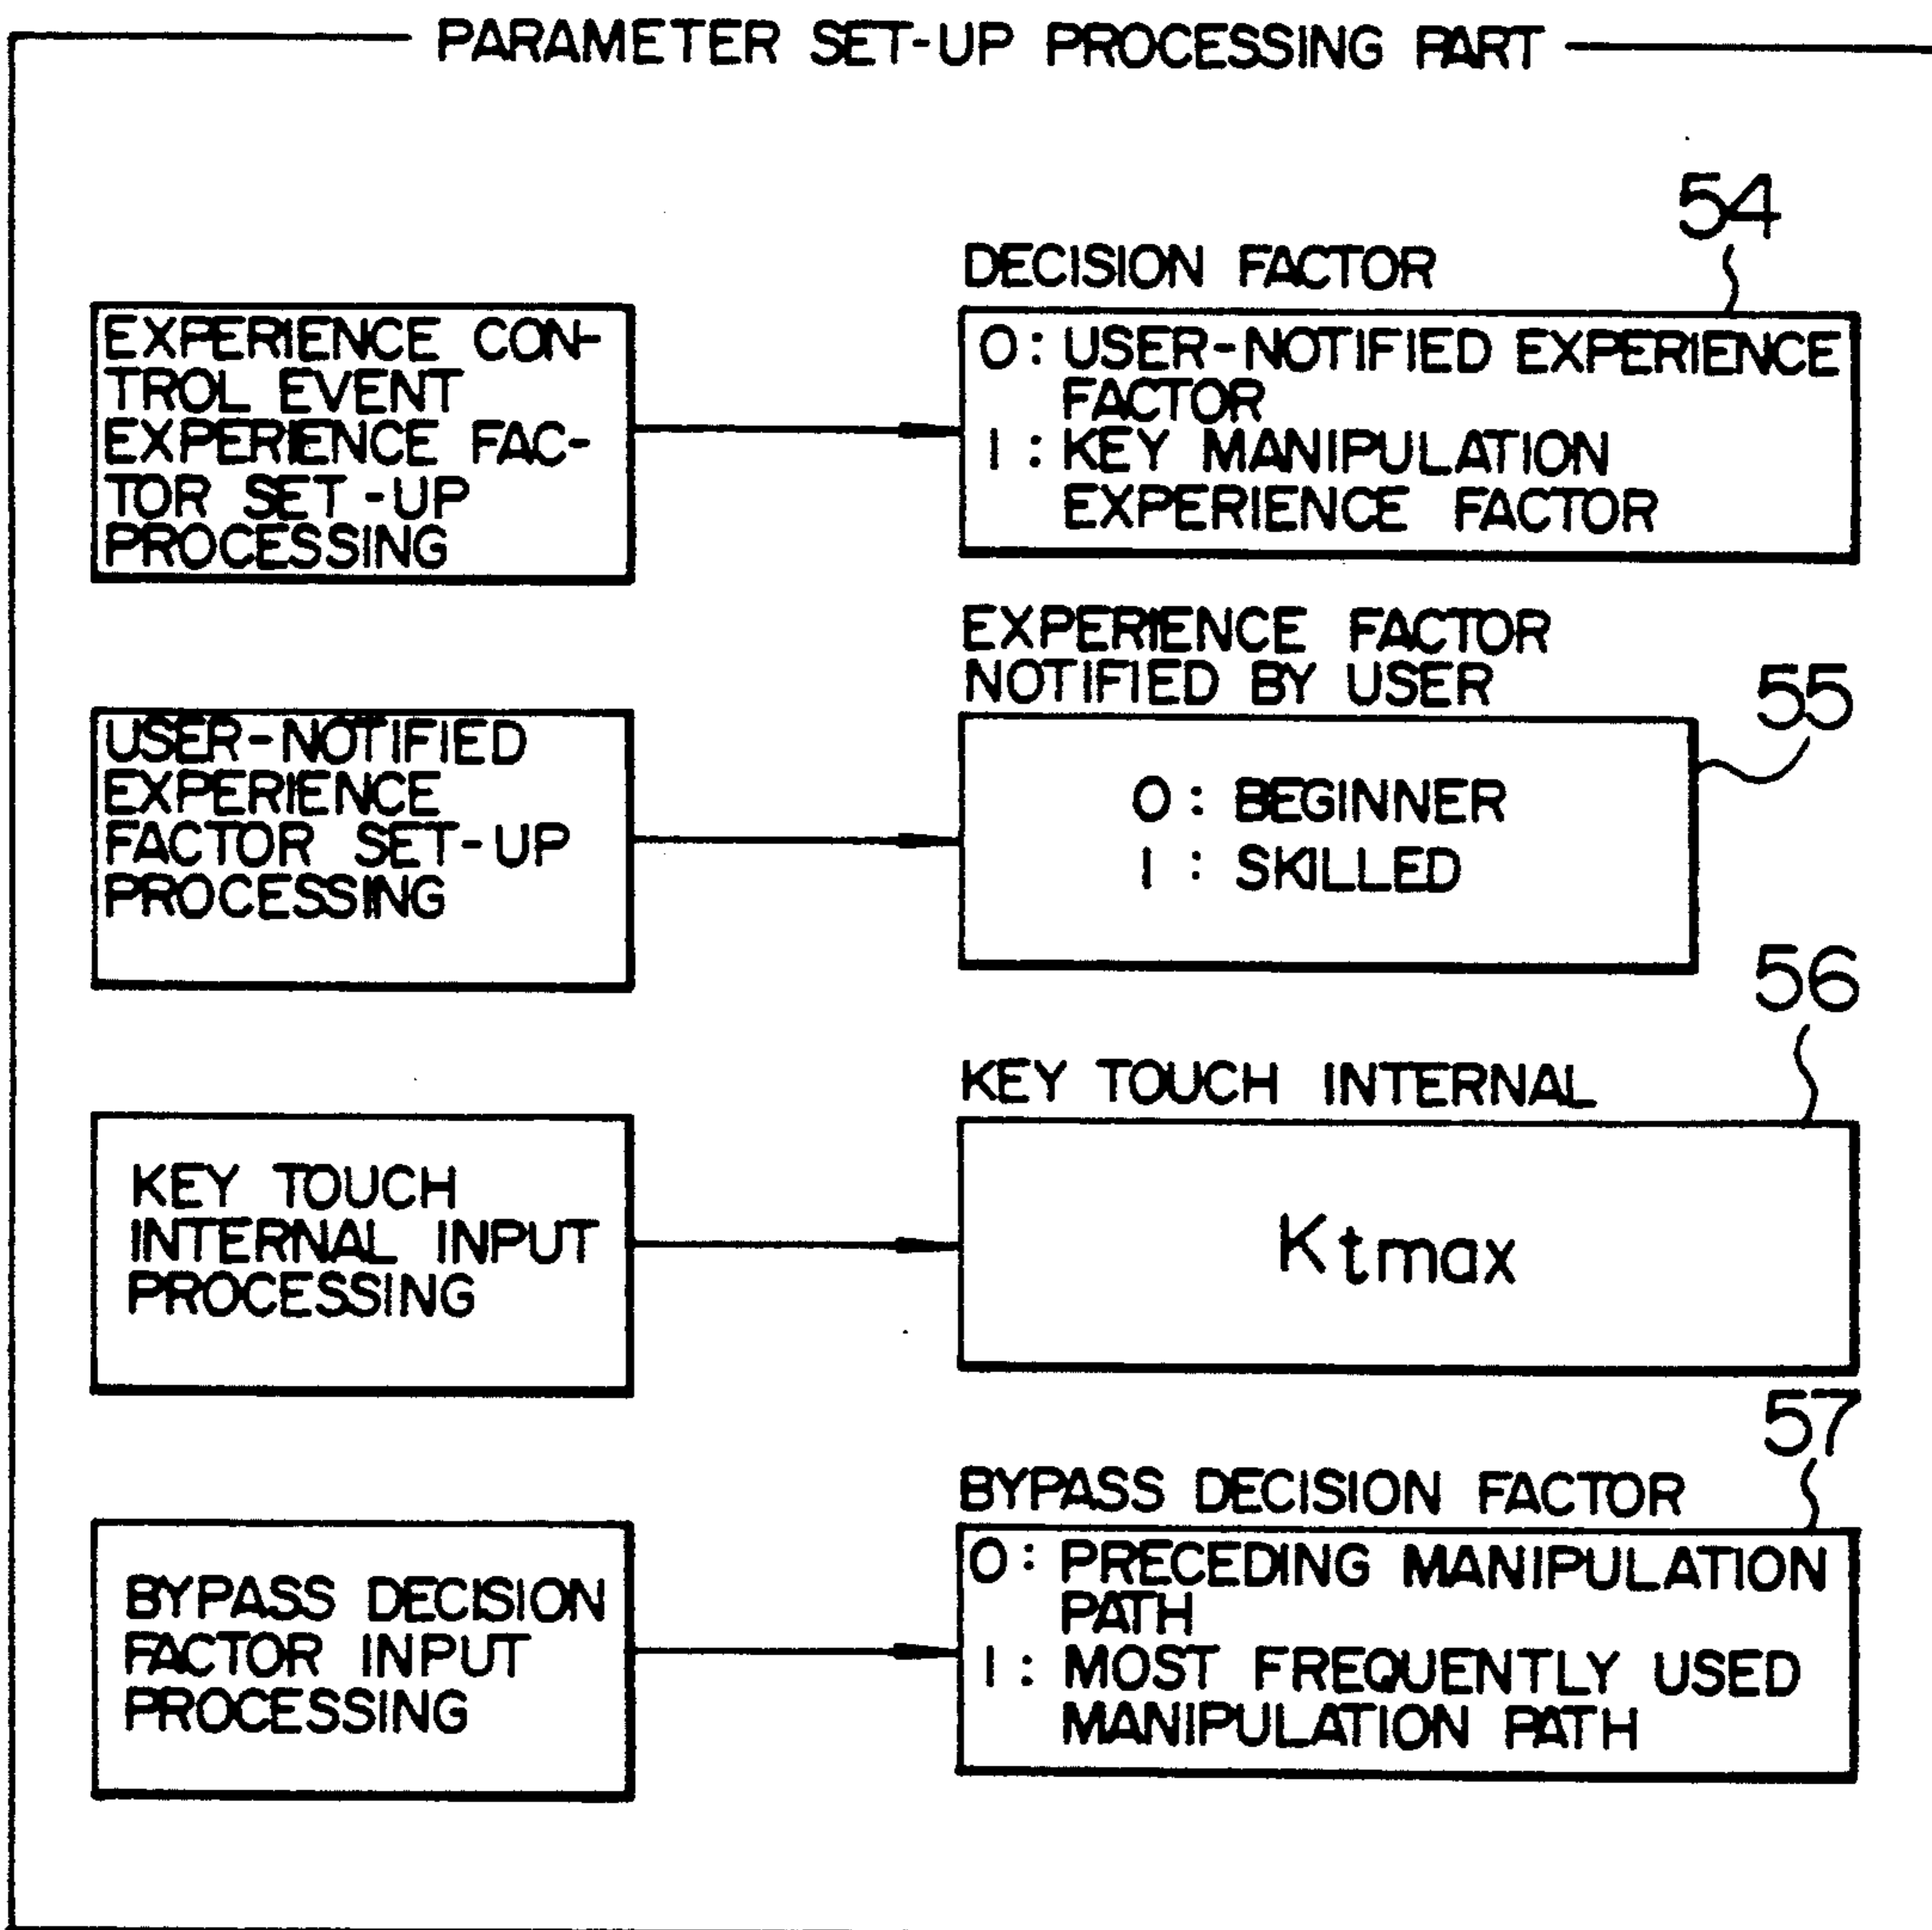 PARAMETER SET-UP PROCESSING PART
54
DECISION FACTOR
EXPERIENCE CON-
TROL EVENT
EXPERIENCE FAC-
TOR SET-UP
PROCESSING
0: USER-NOTIFIED EXPERIENCE
FACTOR
1: KEY MANIPULATION
EXPERIENCE FACTOR
EXPERIENCE FACTOR
NOTIFIED BY USER
55
USER-NOTIFIED
EXPERIENCE
FACTOR SET-UP
PROCESSING
0: BEGINNER
1: SKILLED
56
KEY TOUCH INTERNAL
KEY TOUCH
INTERNAL INPUT
PROCESSING
Ktmax
57
BYPASS DECISION FACTOR
BYPASS DECISION
FACTOR INPUT
PROCESSING
0: PRECEDING MANIPULATION
PATH
1: MOST FREQUENTLY USED
MANIPULATION PATH